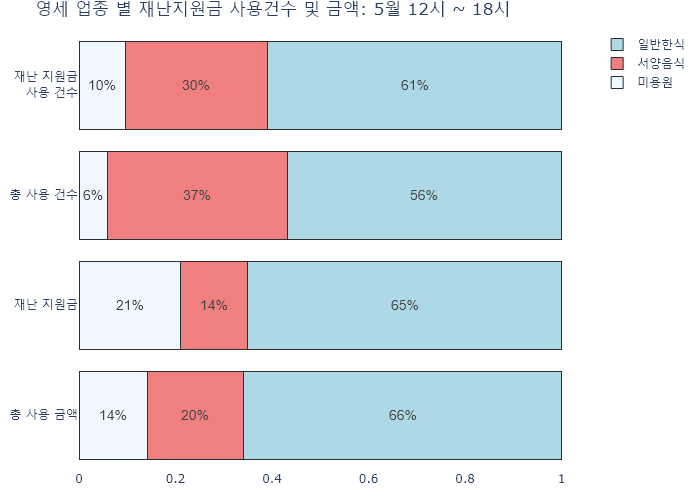 영세 업종 별 재난지원금 사용건수 및 금액: 5월 12시 ~ 18시
일반한식
서양음식
미용원
재난 지원금
사용 건수
10% 30% 61%
총 사용 건수 6% 37% 56%
재난 지원금 21% 14% 65%
총 사용 금액 14% 20% 66%
0 0.2 0.4 0.6 0.8 1